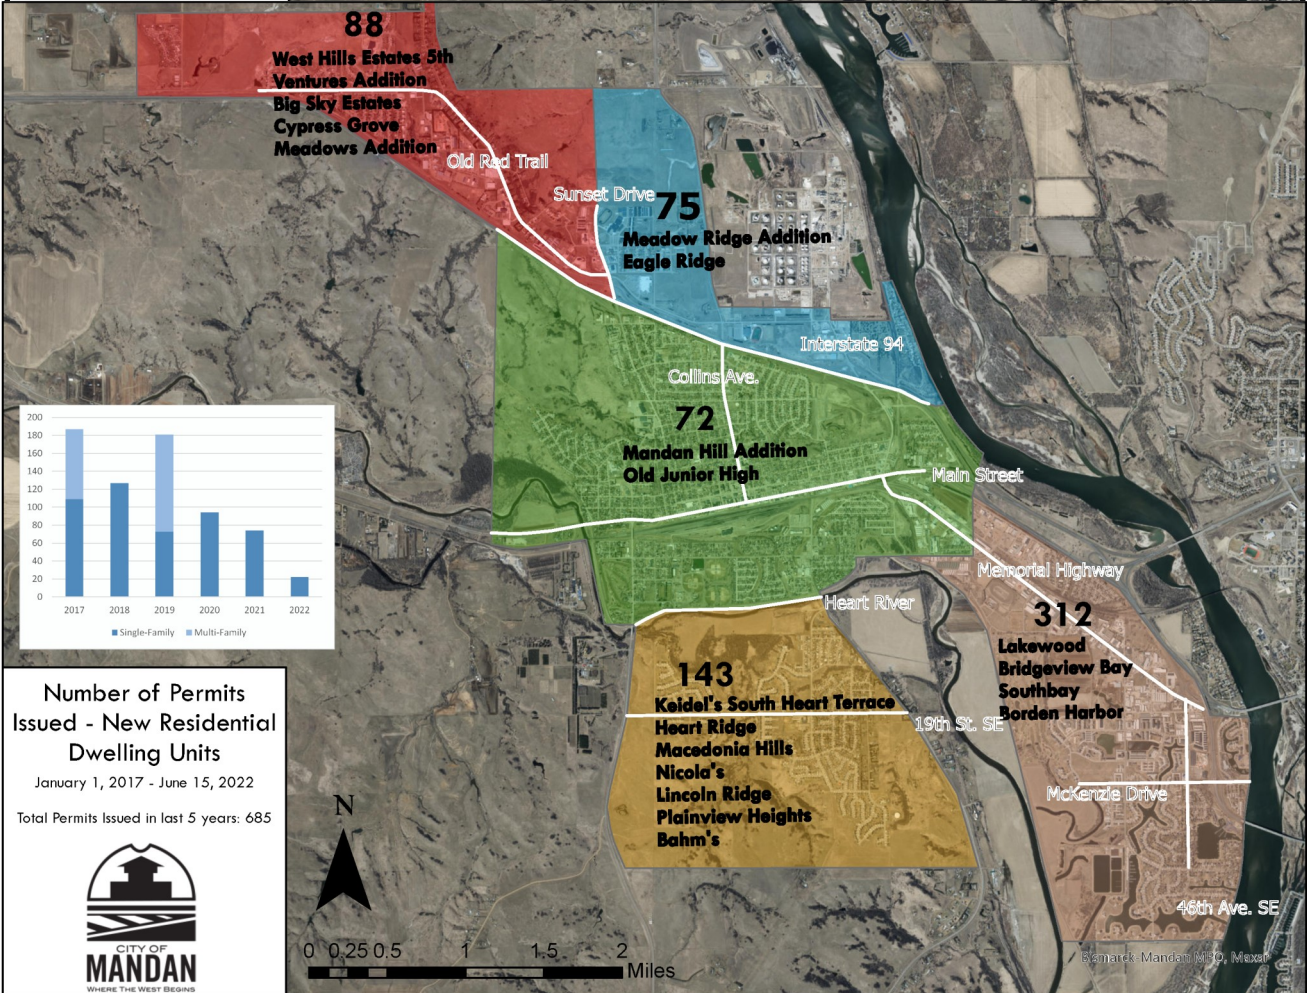 88
West Hills Estates 5th
Ventures Addition
Big Sky Estates
Cypress Grove
Meadows Addition
Old Red Trail
Sunset Drive
75
Meadow Ridge Addition
Eagle Ridge
Interstate 94
Collins Ave.
72
Mandan Hill Addition
Old Junior High
Main Street
Memorial Highway
Heart River
312
Lakewood
Bridgeview Bay
Southbay
Borden Harbor
143
Keidel's South Heart Terrace
19th St. SE
Heart Ridge
Macedonia Hills
Nicola's
Lincoln Ridge
Plainview Heights
Bahm's
McKenzie Drive
46th Ave. SE
Bismarck-Mandan MPO, Maxar
200
180
160
140
120
100
80
60
40
20
0
2017 2018 2019 2020 2021 2022
Single-Family Multi-Family
Number of Permits
Issued - New Residential
Dwelling Units
January 1, 2017 - June 15, 2022
Total Permits Issued in last 5 years: 685
CITY OF
MANDAN
WHERE THE WEST BEGINS
N
0 0.25 0.5 1 1.5 2
Miles